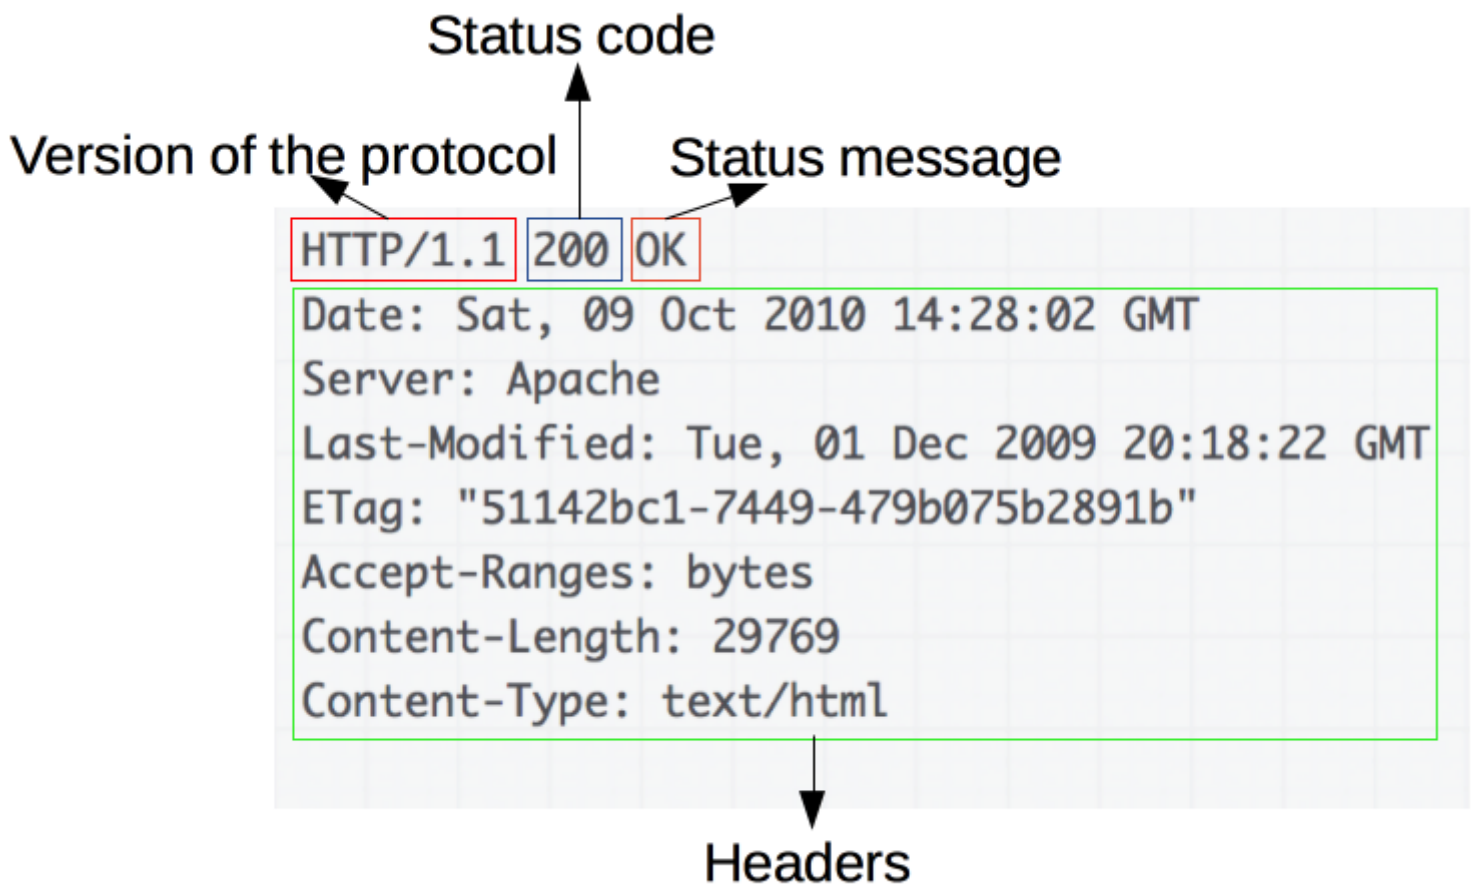 Status code
Version of the protocol
Status message
HTTP/1.1 200 OK
Date: Sat, 09 Oct 2010 14:28:02 GMT
Server: Apache
Last-Modified: Tue, 01 Dec 2009 20:18:22 GMT
ETag: "51142bc1-7449-479b075b2891b"
Accept-Ranges: bytes
Content-Length: 29769
Content-Type: text/html
Headers